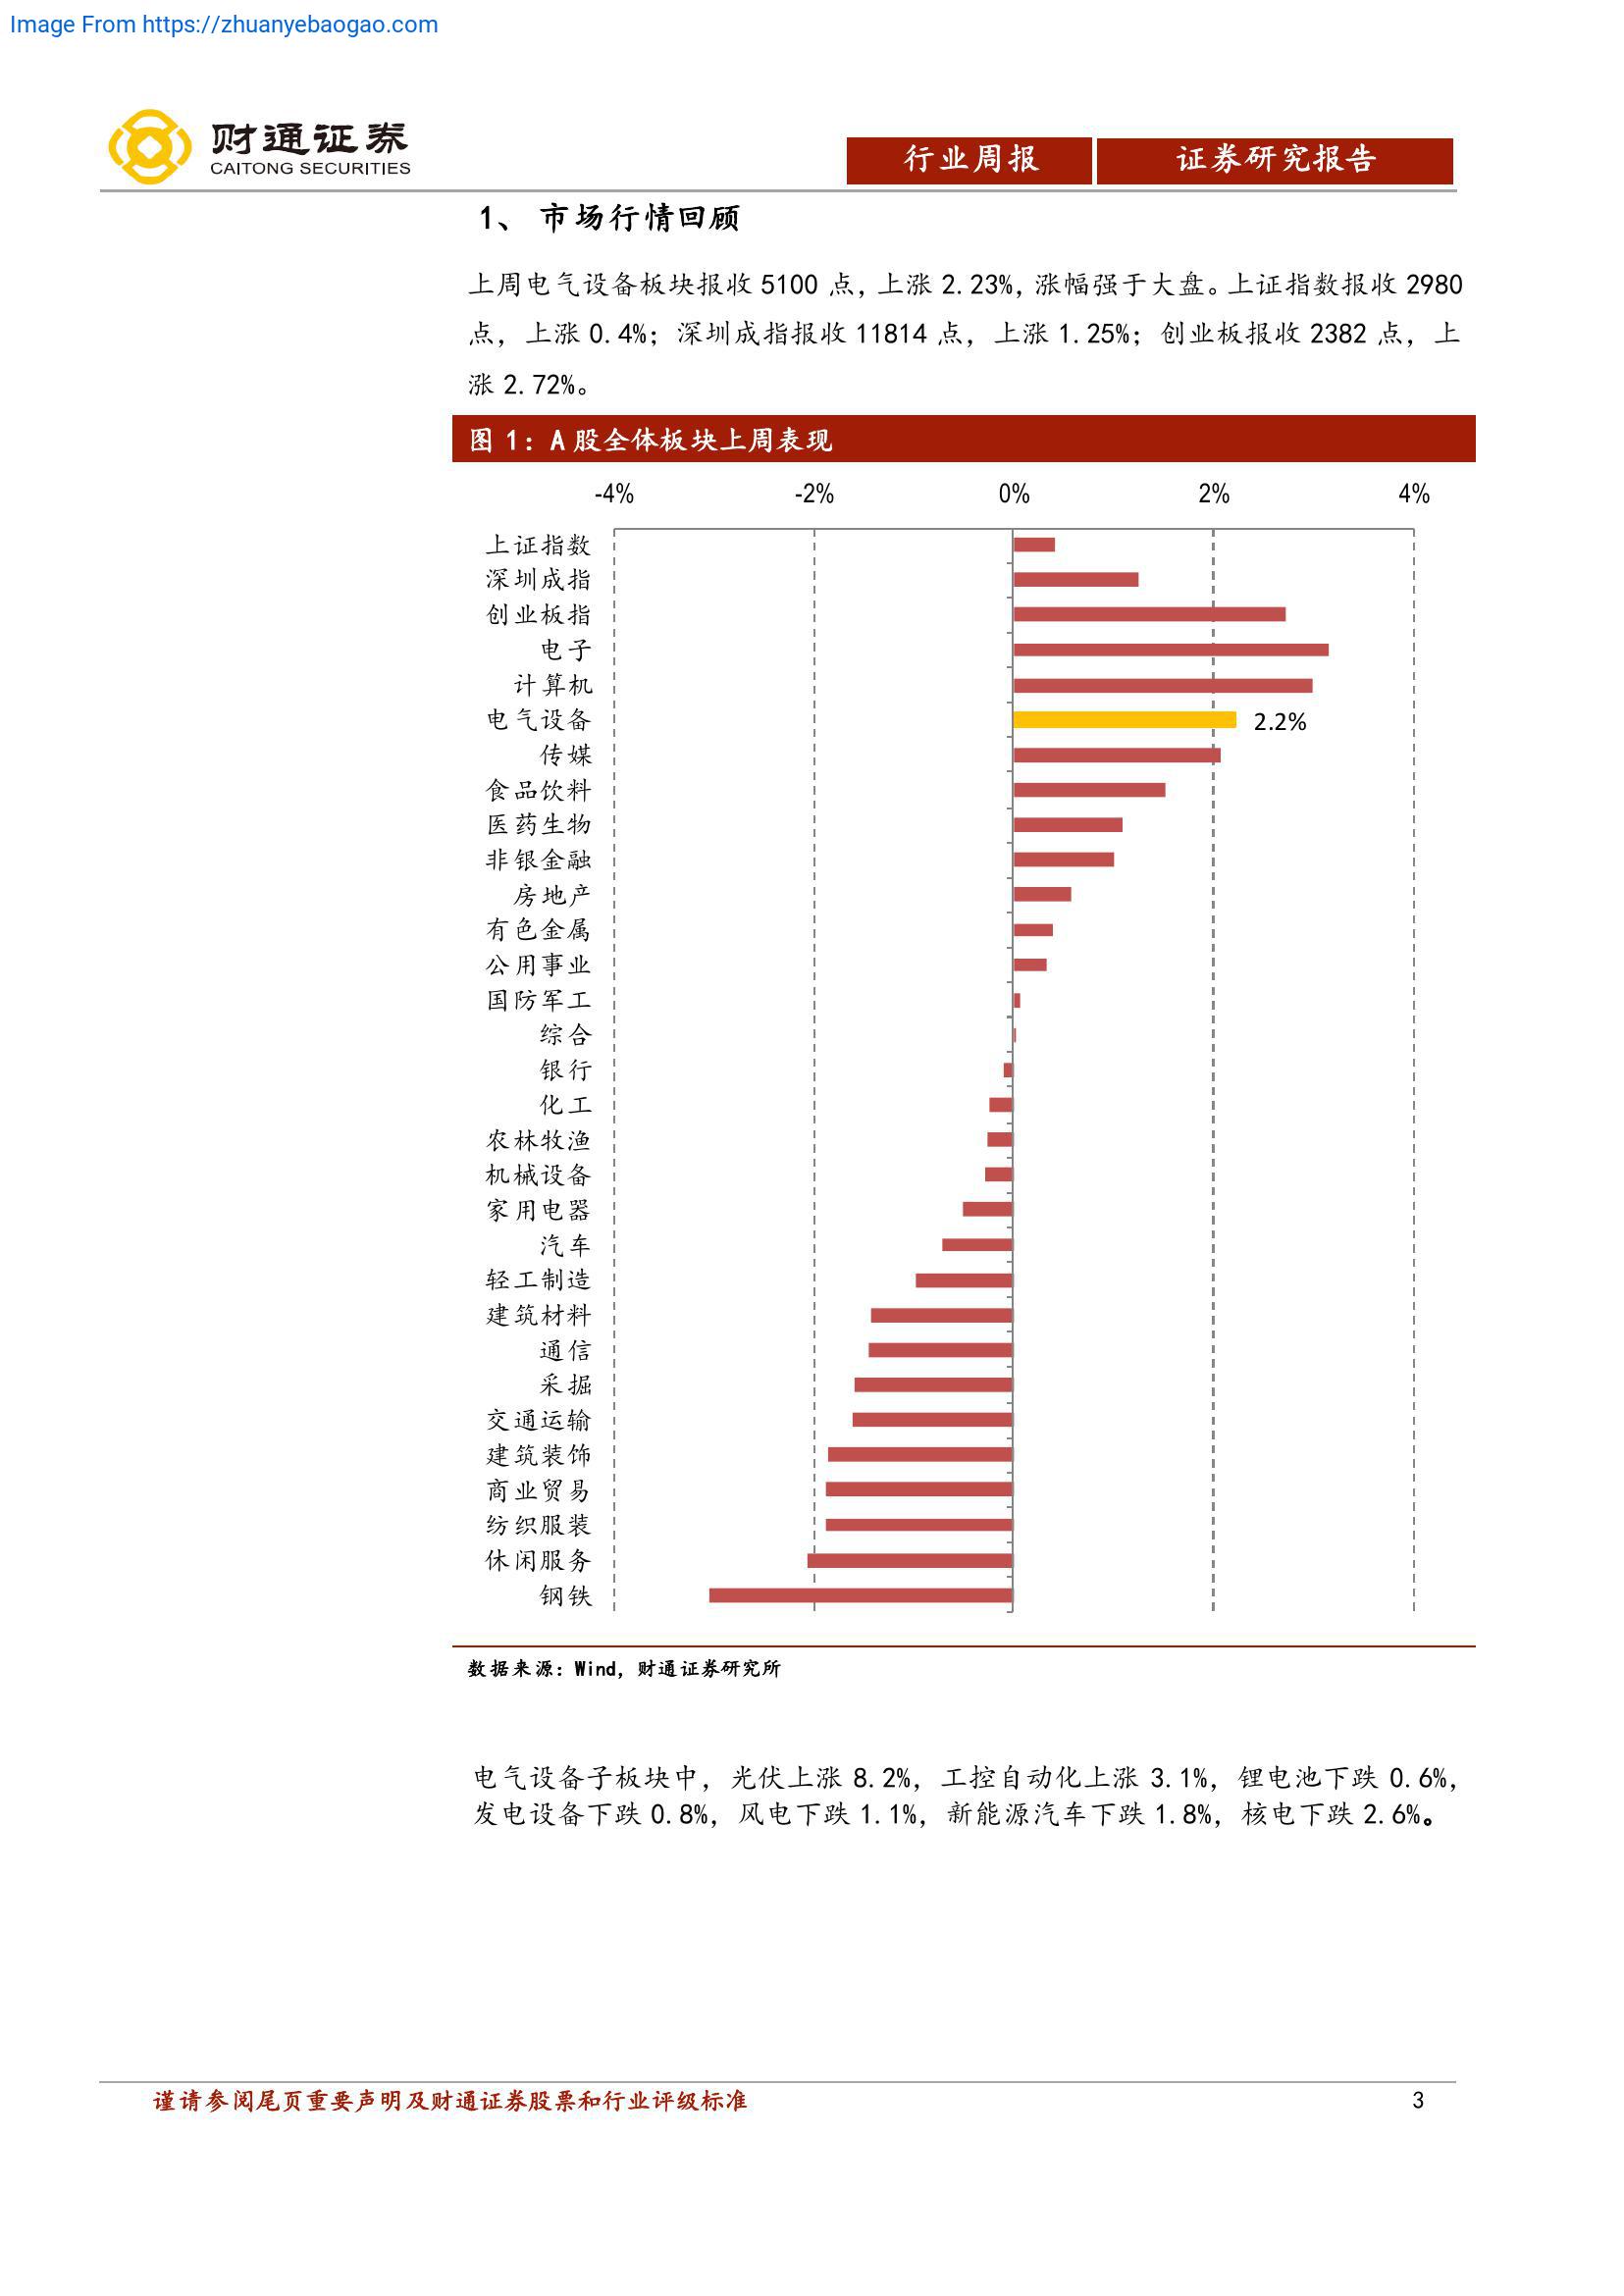 Image From https://zhuanyebaogao.com
财通证券
CAITONG SECURITIES
行业周报
证券研究报告
1、 市场行情回顾
上周电气设备板块报收 5100 点，上涨 2.23%，涨幅强于大盘。上证指数报收 2980
点，上涨 0.4%；深圳成指报收 11814 点，上涨 1.25%；创业板报收 2382 点，上
涨 2.72%。
图 1：A 股全体板块上周表现
-4% -2% 0% 2% 4%
上证指数
深圳成指
创业板指
电子
计算机
电气设备 2.2%
传媒
食品饮料
医药生物
非银金融
房地产
有色金属
公用事业
国防军工
综合
银行
化工
农林牧渔
机械设备
家用电器
汽车
轻工制造
建筑材料
通信
采掘
交通运输
建筑装饰
商业贸易
纺织服装
休闲服务
钢铁
数据来源：Wind，财通证券研究所
电气设备子板块中，光伏上涨 8.2%，工控自动化上涨 3.1%，锂电池下跌 0.6%，
发电设备下跌 0.8%，风电下跌 1.1%，新能源汽车下跌 1.8%，核电下跌 2.6%。
谨请参阅尾页重要声明及财通证券股票和行业评级标准
3